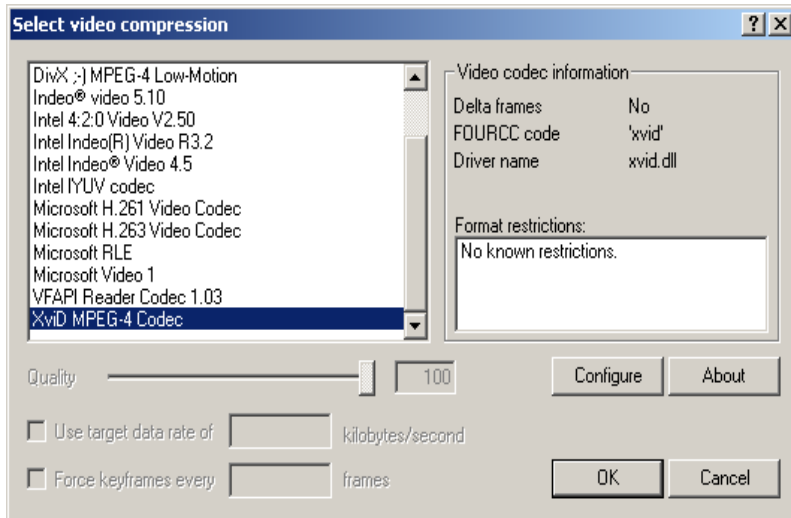 Select video compression
DivX ;-) MPEG-4 Low-Motion
Indeo® video 5.10
Intel 4:2:0 Video V2.50
Intel Indeo(R) Video R3.2
Intel Indeo® Video 4.5
Intel IYUV codec
Microsoft H.261 Video Codec
Microsoft H.263 Video Codec
Microsoft RLE
Microsoft Video 1
VFAPI Reader Codec 1.03
XviD MPEG-4 Codec
Video codec information
Delta frames No
FOURCC code 'xvid'
Driver name xvid.dll
Format restrictions:
No known restrictions.
Quality 100
Configure About
Use target data rate of kilobytes/second
Force keyframes every frames
OK Cancel